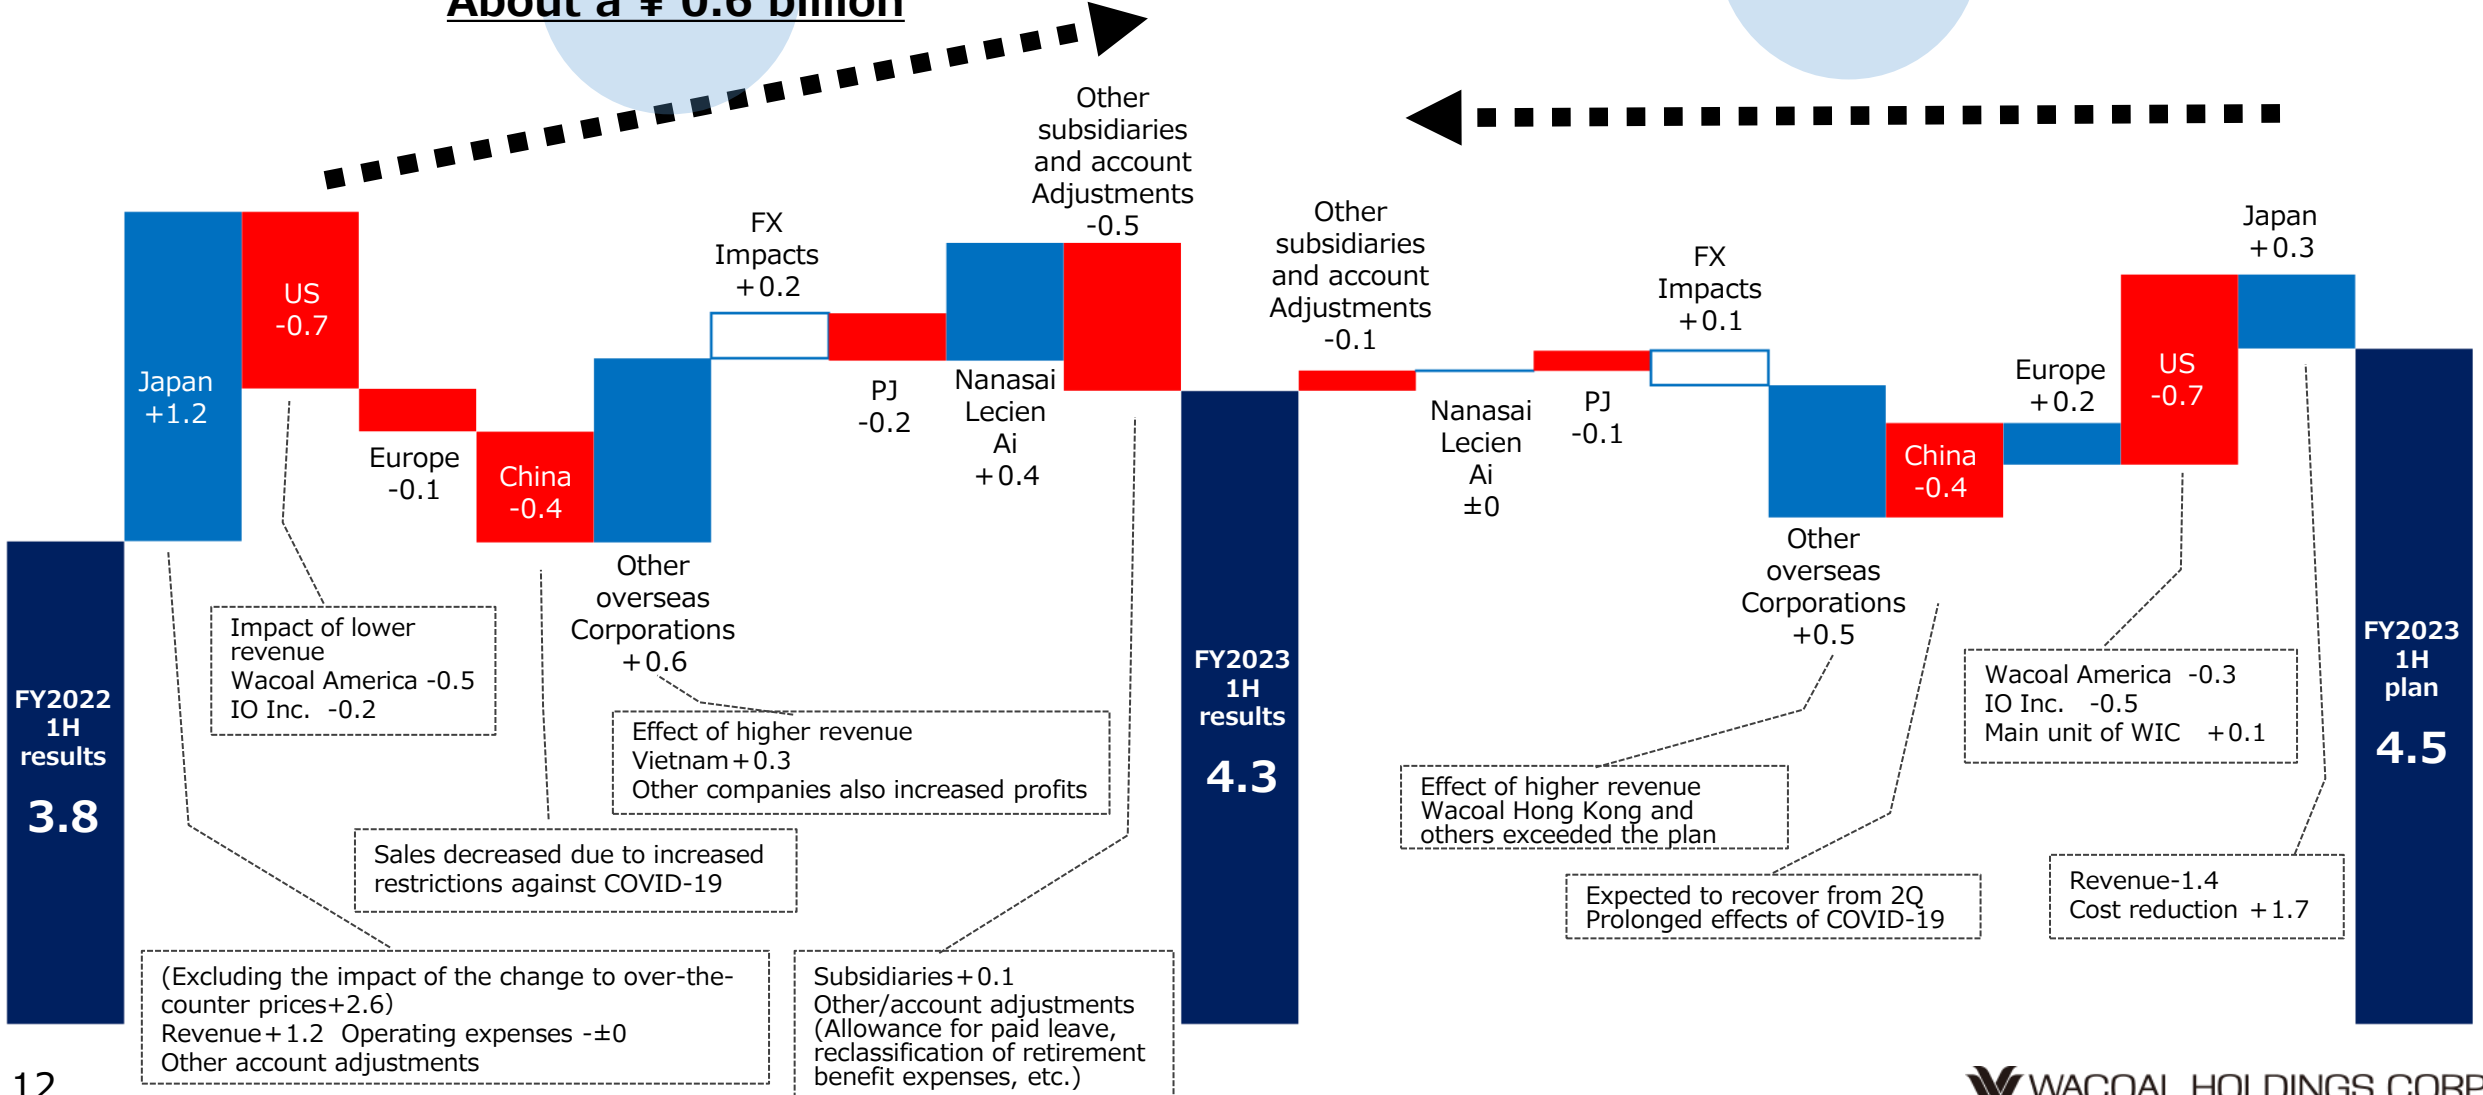 About a ¥ 0.6 billion
Other
subsidiaries
and account
Adjustments
-0.5
FX
Impacts
+0.2
Japan
+1.2
US
-0.7
Europe
-0.1
China
-0.4
Other
overseas
Corporations
+0.6
PJ
-0.2
Nanasai
Lecien
Ai
+0.4
FY2022
1H
results
3.8
Impact of lower
revenue
Wacoal America -0.5
IO Inc. -0.2
Effect of higher revenue
Vietnam+0.3
Other companies also increased profits
Sales decreased due to increased
restrictions against COVID-19
(Excluding the impact of the change to over-the-
counter prices+2.6)
Revenue+1.2 Operating expenses -±0
Other account adjustments
Subsidiaries+0.1
Other/account adjustments
(Allowance for paid leave,
reclassification of retirement
benefit expenses, etc.)
FY2023
1H
results
4.3
Other
subsidiaries
and account
Adjustments
-0.1
Nanasai
Lecien
Ai
±0
PJ
-0.1
FX
Impacts
+0.1
Other
overseas
Corporations
+0.5
China
-0.4
Europe
+0.2
US
-0.7
Japan
+0.3
Effect of higher revenue
Wacoal Hong Kong and
others exceeded the plan
Expected to recover from 2Q
Prolonged effects of COVID-19
Wacoal America -0.3
IO Inc. -0.5
Main unit of WIC +0.1
Revenue-1.4
Cost reduction +1.7
FY2023
1H
plan
4.5
12
WACOAL HOLDINGS CORP